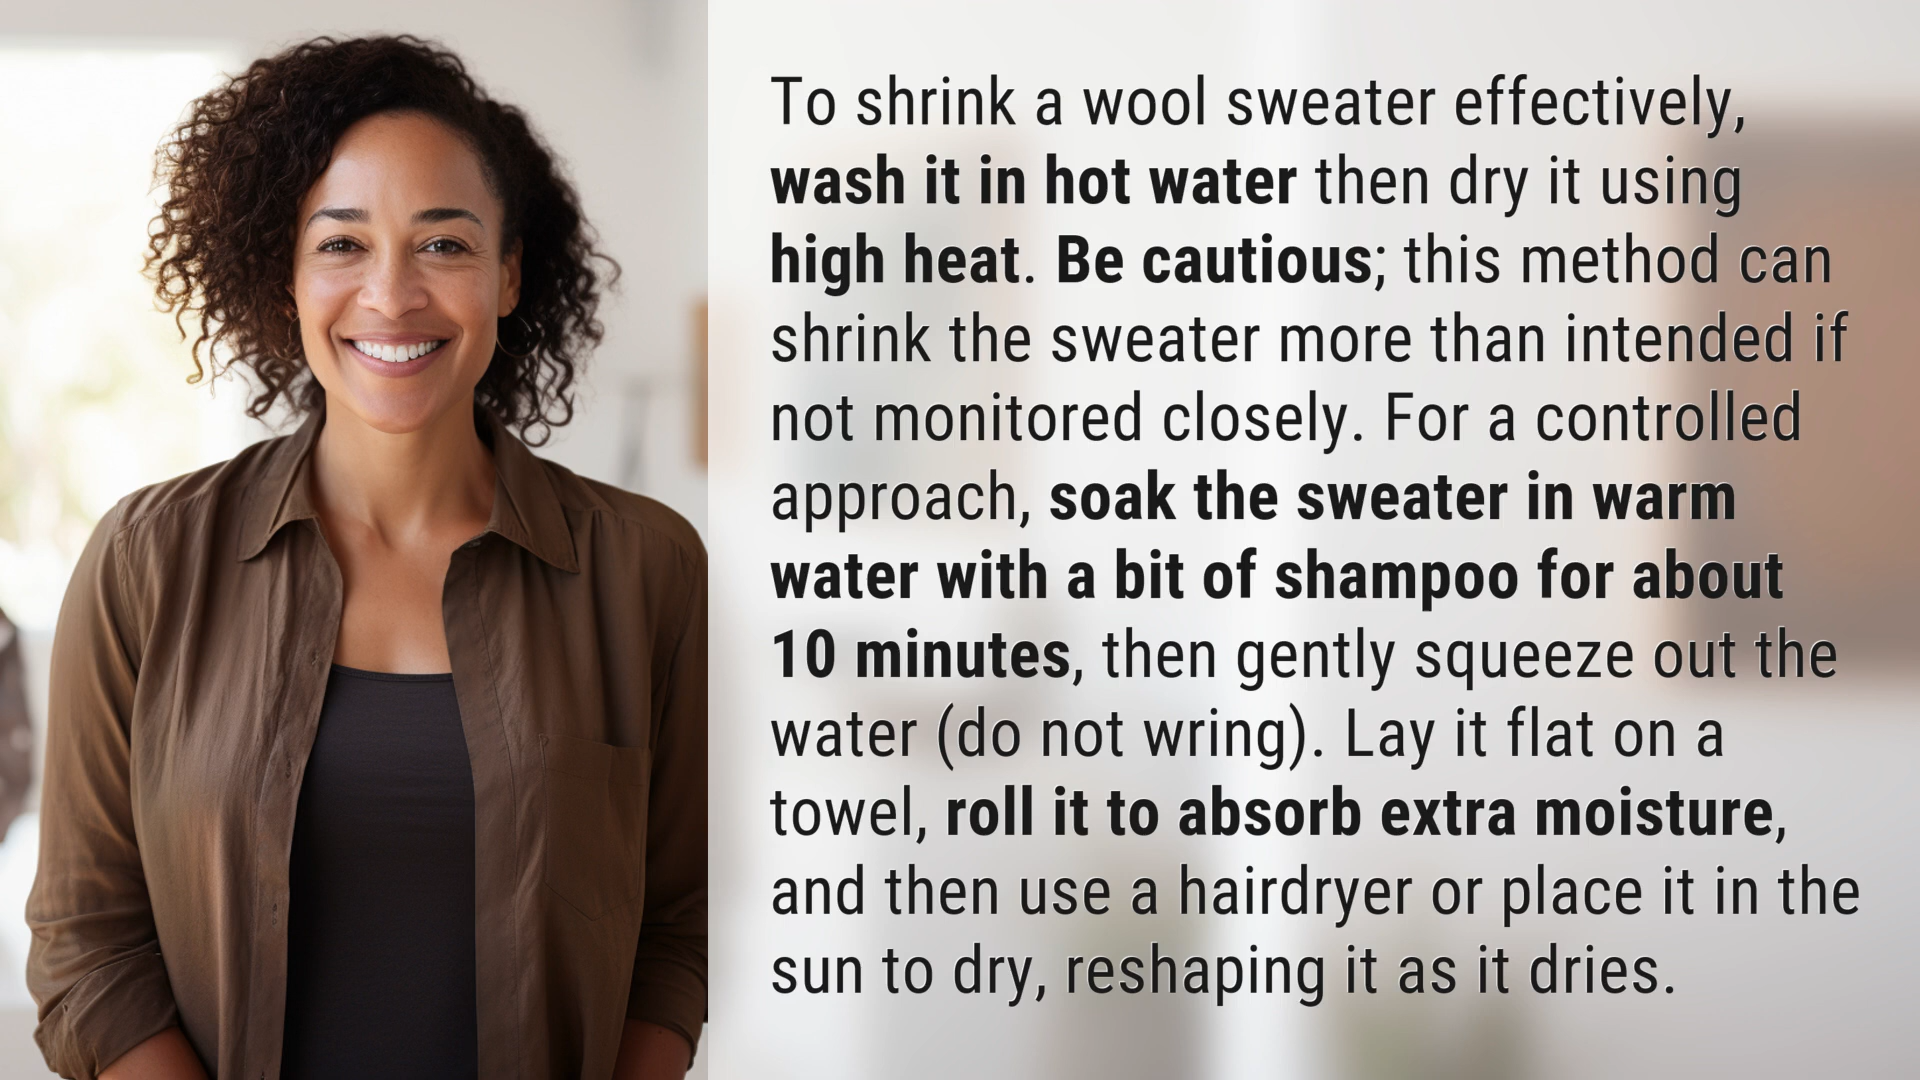 To shrink a wool sweater effectively,
wash it in hot water then dry it using
high heat. Be cautious; this method can
shrink the sweater more than intended if
not monitored closely. For a controlled
approach, soak the sweater in warm
water with a bit of shampoo for about
10 minutes, then gently squeeze out the
water (do not wring). Lay it flat on a
towel, roll it to absorb extra moisture,
and then use a hairdryer or place it in the
sun to dry, reshaping it as it dries.